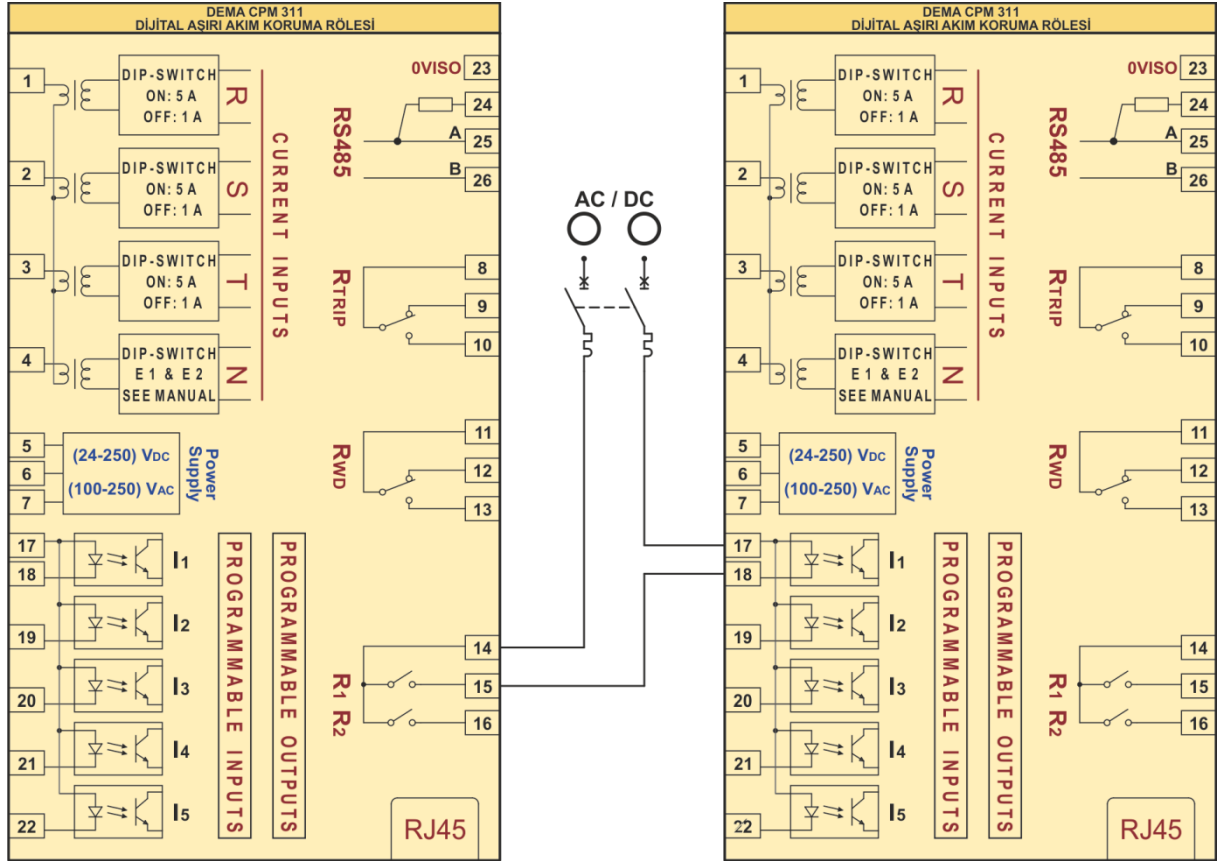 DEMA CPM 311
DİJİTAL AŞIRI AKIM KORUMA RÖLESİ
1
DIP-SWITCH
ON: 5 A
OFF: 1 A
R
2
DIP-SWITCH
ON: 5 A
OFF: 1 A
S
3
DIP-SWITCH
ON: 5 A
OFF: 1 A
T
4
DIP-SWITCH
E1 & E2
SEE MANUAL
N
CURRENT INPUTS
0VISO 23
24
A 25
B 26
RS485
8
9
10
RTRIP
11
12
13
RWD
5
6
7
(24-250) VDC
(100-250) VAC
Power
Supply
17
18
I1
19
I2
20
I3
21
I4
22
I5
PROGRAMMABLE INPUTS
PROGRAMMABLE OUTPUTS
14
15
16
R1 R2
RJ45
AC / DC
DEMA CPM 311
DİJİTAL AŞIRI AKIM KORUMA RÖLESİ
1
DIP-SWITCH
ON: 5 A
OFF: 1 A
R
2
DIP-SWITCH
ON: 5 A
OFF: 1 A
S
3
DIP-SWITCH
ON: 5 A
OFF: 1 A
T
4
DIP-SWITCH
E1 & E2
SEE MANUAL
N
CURRENT INPUTS
0VISO 23
24
A 25
B 26
RS485
8
9
10
RTRIP
11
12
13
RWD
5
6
7
(24-250) VDC
(100-250) VAC
Power
Supply
17
18
I1
19
I2
20
I3
21
I4
22
I5
PROGRAMMABLE INPUTS
PROGRAMMABLE OUTPUTS
14
15
16
R1 R2
RJ45